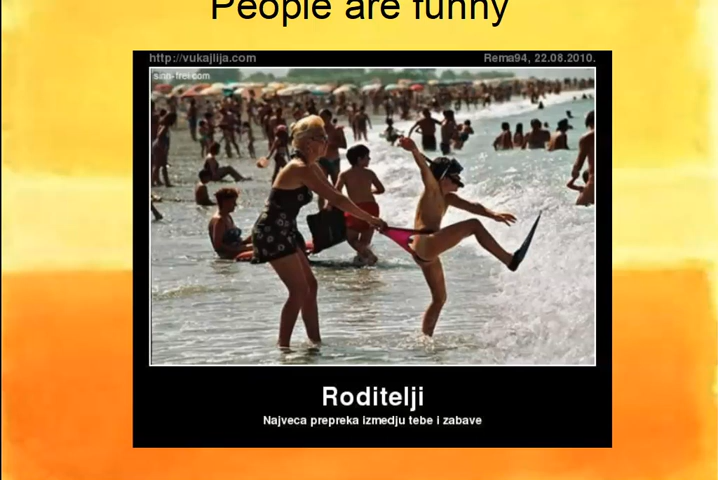 People are funny
http://vukajlija.com
Rema94, 22.08.2010.
sinn-frei.com
Roditelji
Najveca prepreka izmedju tebe i zabave